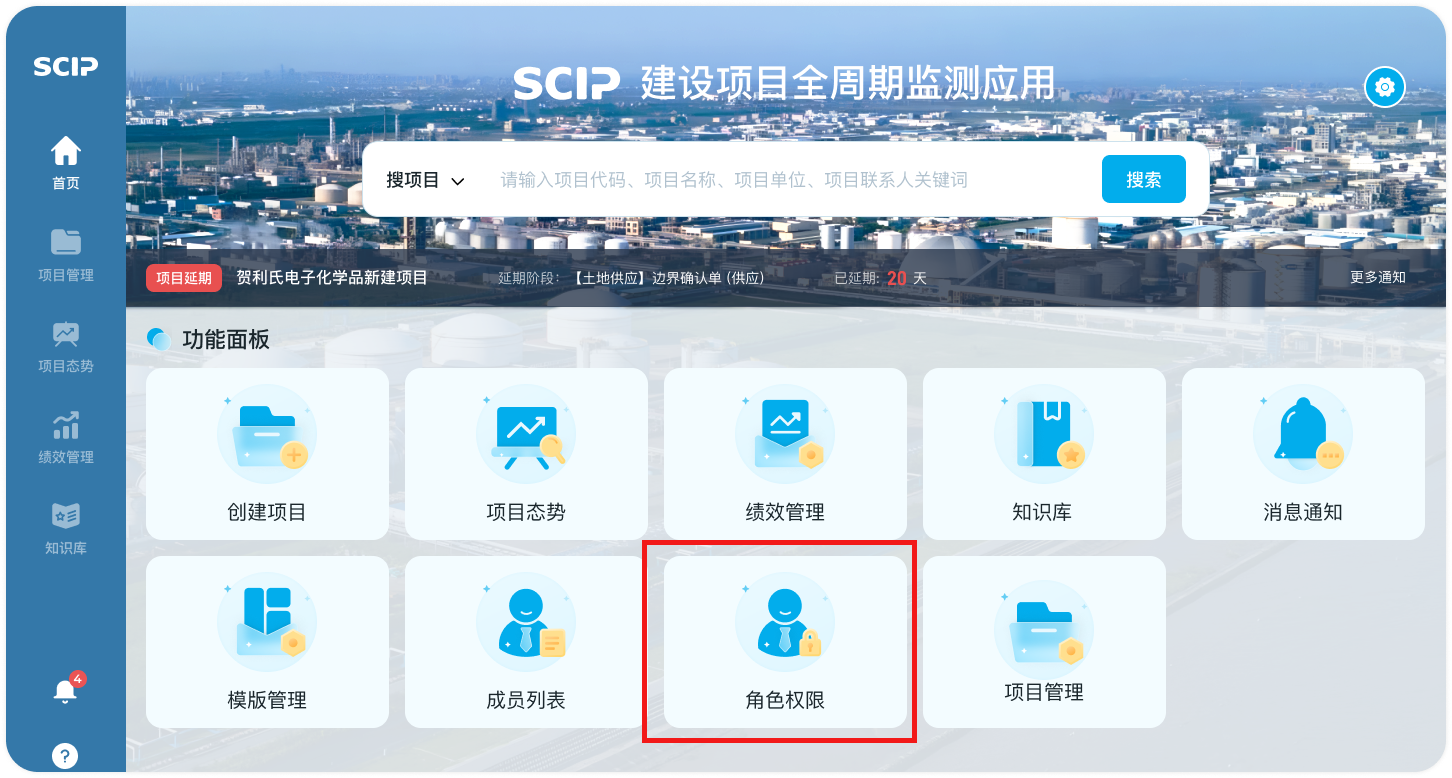 SCIP
首页
项目管理
项目态势
绩效管理
知识库
4
?
SCIP 建设项目全周期监测应用
搜项目 请输入项目代码、项目名称、项目单位、项目联系人关键词 搜索
项目延期 贺利氏电子化学品新建项目 延期阶段：【土地供应】边界确认单 (供应) 已延期: 20 天 更多通知
功能面板
创建项目 项目态势 绩效管理 知识库 消息通知
模版管理 成员列表 角色权限 项目管理